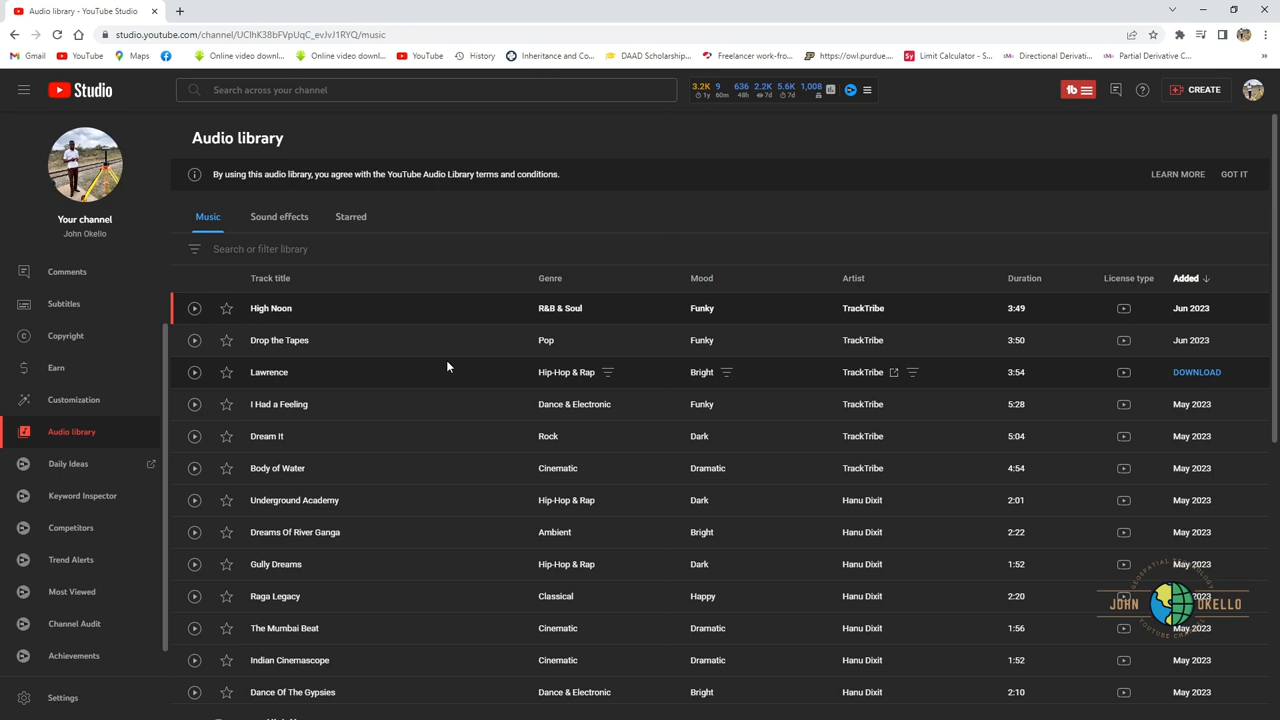 Audio library - YouTube Studio
studio.youtube.com/channel/UCIhK38bFVpUqC_evJvJ1RYQ/music
Gmail YouTube Maps Online video downl... Online video downl... YouTube History Inheritance and Co... DAAD Scholarship... Freelancer work-fro... https://owl.purdue... Limit Calculator - S... Directional Derivati... Partial Derivative C...
Studio Search across your channel 3.2K 9 636 2.2K 5.6K 1,008 CREATE
1y 60m 48h 7d 7d
Audio library
By using this audio library, you agree with the YouTube Audio Library terms and conditions. LEARN MORE GOT IT
Your channel
John Okello
Music Sound effects Starred
Search or filter library
Comments
Subtitles
Copyright
Earn
Customization
Audio library
Daily Ideas
Keyword Inspector
Competitors
Trend Alerts
Most Viewed
Channel Audit
Achievements
Settings
Track title Genre Mood Artist Duration License type Added
High Noon R&B & Soul Funky TrackTribe 3:49 Jun 2023
Drop the Tapes Pop Funky TrackTribe 3:50 Jun 2023
Lawrence Hip-Hop & Rap Bright TrackTribe 3:54 DOWNLOAD
I Had a Feeling Dance & Electronic Funky TrackTribe 5:28 May 2023
Dream It Rock Dark TrackTribe 5:04 May 2023
Body of Water Cinematic Dramatic TrackTribe 4:54 May 2023
Underground Academy Hip-Hop & Rap Dark Hanu Dixit 2:01 May 2023
Dreams Of River Ganga Ambient Bright Hanu Dixit 2:22 May 2023
Gully Dreams Hip-Hop & Rap Dark Hanu Dixit 1:52 May 2023
Raga Legacy Classical Happy Hanu Dixit 2:20 2023
The Mumbai Beat Cinematic Dramatic Hanu Dixit 1:56 May 2023
Indian Cinemascope Cinematic Dramatic Hanu Dixit 1:52 May 2023
Dance Of The Gypsies Dance & Electronic Bright Hanu Dixit 2:10 May 2023
JOHN OKELLO
YOUTUBE CHANNEL